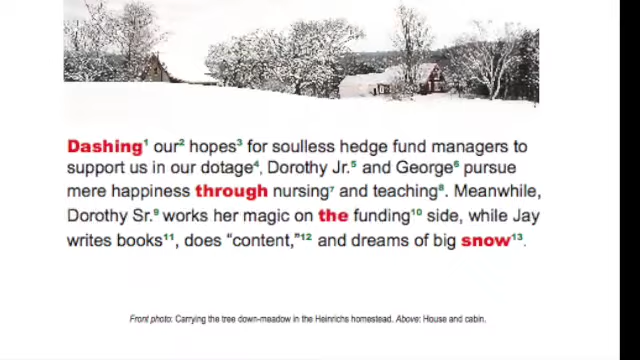 Dashing¹ our² hopes³ for soulless hedge fund managers to
support us in our dotage⁴, Dorothy Jr.⁵ and George⁶ pursue
mere happiness through nursing⁷ and teaching⁸. Meanwhile,
Dorothy Sr.⁹ works her magic on the funding¹⁰ side, while Jay
writes books¹¹, does “content,”¹² and dreams of big snow¹³.
Front photo: Carrying the tree down-meadow in the Heinrichs homestead. Above: House and cabin.